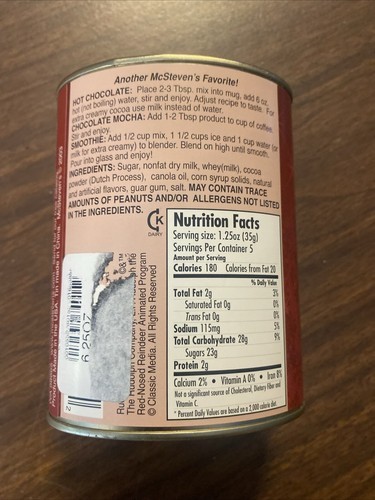 Another McSteven's Favorite!
HOT CHOCOLATE: Place 2-3 Tbsp. mix into mug, add 6 oz.
hot (not boiling) water, stir and enjoy. Adjust recipe to taste. For
extra creamy cocoa use milk instead of water.
CHOCOLATE MOCHA: Add 1-2 Tbsp product to cup of coffee.
Stir and enjoy.
SMOOTHIE: Add 1/2 cup mix, 1 1/2 cups ice and 1 cup water (or
milk for extra creamy) to blender. Blend on high until smooth.
Pour into glass and enjoy!
INGREDIENTS: Sugar, nonfat dry milk, whey(milk), cocoa
powder (Dutch Process), canola oil, corn syrup solids, natural
and artificial flavors, guar gum, salt. MAY CONTAIN TRACE
AMOUNTS OF PEANUTS AND/OR ALLERGENS NOT LISTED
IN THE INGREDIENTS.
K
DAIRY
Nutrition Facts
Serving size: 1.25oz (35g)
Servings Per Container 5
Amount per Serving
Calories 180 Calories from Fat 20
% Daily Value
Total Fat 2g 3%
Saturated Fat 0g 0%
Trans Fat 0g 0%
Sodium 115mg 5%
Total Carbohydrate 28g 9%
Sugars 23g
Protein 2g
Calcium 2% • Vitamin A 0% • Iron 8%
Not a significant source of Cholesterol, Dietary Fiber and
Vitamin C.
* Percent Daily Values are based on a 2,000 calorie diet.
The Rudolph Company,
Red-Nosed Reindeer Animated Program
© Classic Media. All Rights Reserved
6 2507